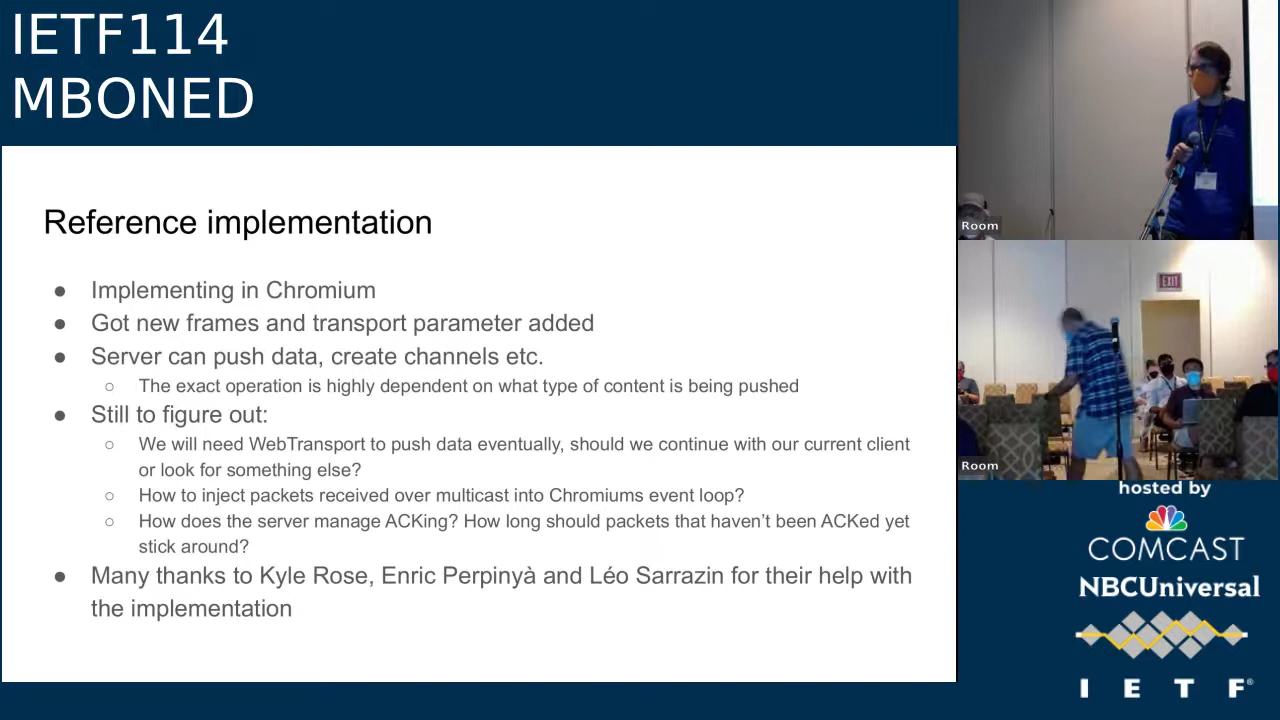 IETF114
MBONED
Reference implementation
● Implementing in Chromium
● Got new frames and transport parameter added
● Server can push data, create channels etc.
○ The exact operation is highly dependent on what type of content is being pushed
● Still to figure out:
○ We will need WebTransport to push data eventually, should we continue with our current client
or look for something else?
○ How to inject packets received over multicast into Chromiums event loop?
○ How does the server manage ACKing? How long should packets that haven’t been ACKed yet
stick around?
● Many thanks to Kyle Rose, Enric Perpinyà and Léo Sarrazin for their help with
the implementation
Room
EXIT
Room
hosted by
COMCAST
NBCUniversal
I E T F®